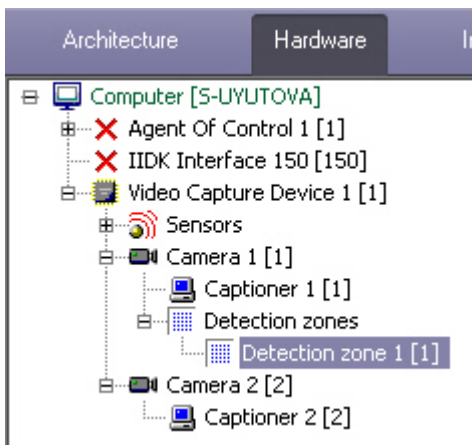 Architecture Hardware
Computer [S-UYUTOVA]
Agent Of Control 1 [1]
IIDK Interface 150 [150]
Video Capture Device 1 [1]
Sensors
Camera 1 [1]
Captioner 1 [1]
Detection zones
Detection zone 1 [1]
Camera 2 [2]
Captioner 2 [2]